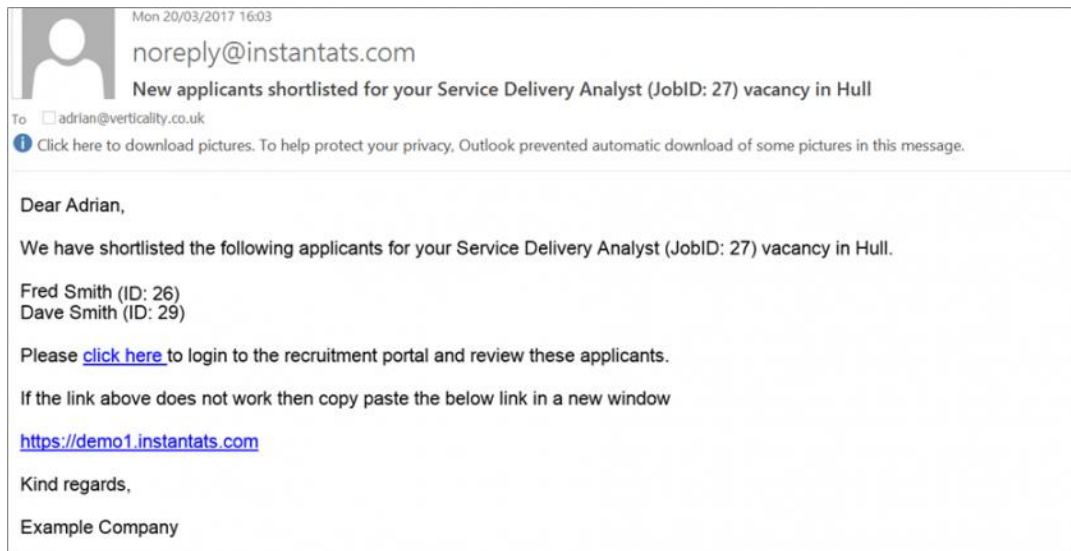 Mon 20/03/2017 16:03
noreply@instantats.com
New applicants shortlisted for your Service Delivery Analyst (JobID: 27) vacancy in Hull
To adrian@verticality.co.uk
Click here to download pictures. To help protect your privacy, Outlook prevented automatic download of some pictures in this message.
Dear Adrian,
We have shortlisted the following applicants for your Service Delivery Analyst (JobID: 27) vacancy in Hull.
Fred Smith (ID: 26)
Dave Smith (ID: 29)
Please click here to login to the recruitment portal and review these applicants.
If the link above does not work then copy paste the below link in a new window
https://demo1.instantats.com
Kind regards,
Example Company